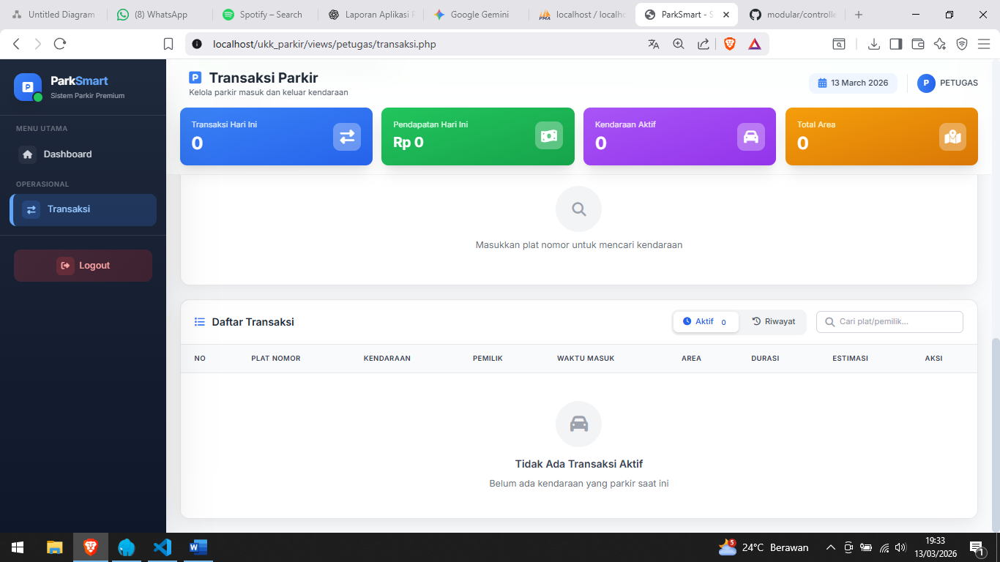 Untitled Diagram
(8) WhatsApp
Spotify – Search
Laporan Aplikasi P
Google Gemini
localhost / localho
ParkSmart - S
modular/controlle
localhost/ukk_parkir/views/petugas/transaksi.php
ParkSmart
Sistem Parkir Premium
MENU UTAMA
Dashboard
OPERASIONAL
Transaksi
Logout
P Transaksi Parkir
Kelola parkir masuk dan keluar kendaraan
13 March 2026
P PETUGAS
Transaksi Hari Ini
0
Pendapatan Hari Ini
Rp 0
Kendaraan Aktif
0
Total Area
0
Masukkan plat nomor untuk mencari kendaraan
Daftar Transaksi
Aktif 0
Riwayat
Cari plat/pemilik...
NO PLAT NOMOR KENDARAAN PEMILIK WAKTU MASUK AREA DURASI ESTIMASI AKSI
Tidak Ada Transaksi Aktif
Belum ada kendaraan yang parkir saat ini
5
24°C Berawan
19:33
13/03/2026
1